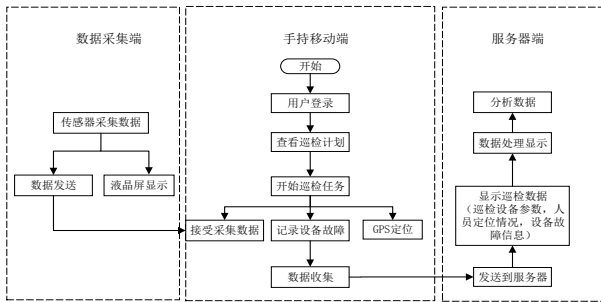 数据采集端
传感器采集数据
数据发送
液晶屏显示
手持移动端
开始
用户登录
查看巡检计划
开始巡检任务
接受采集数据
记录设备故障
GPS定位
数据收集
服务器端
分析数据
数据处理显示
显示巡检数据
（巡检设备参数，人
员定位情况，设备故
障信息）
发送到服务器